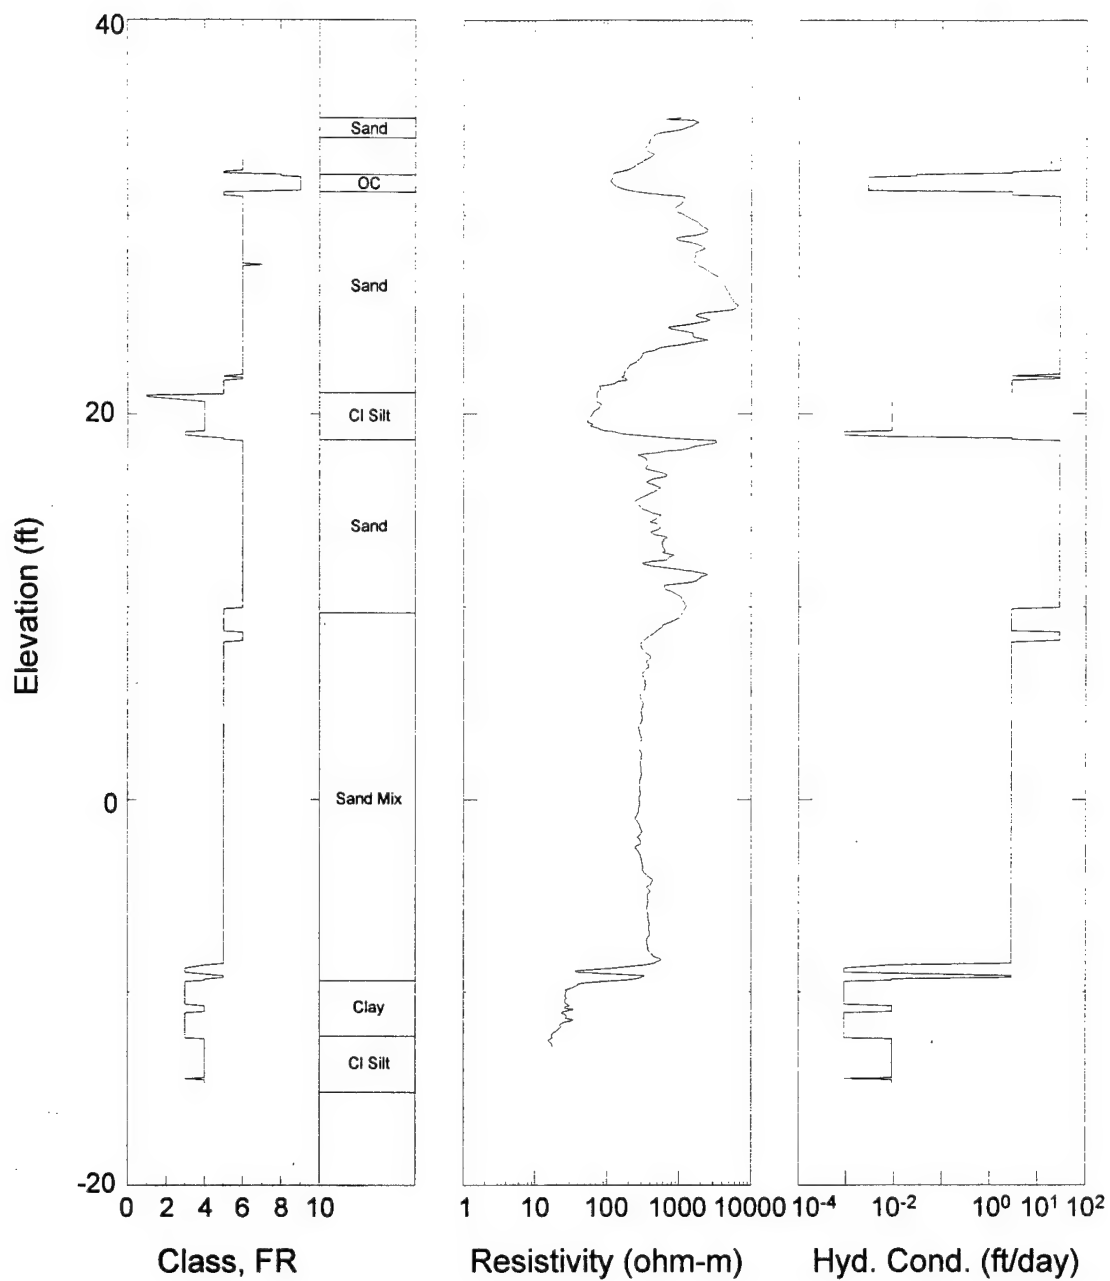 40
Sand
OC
Sand
20
Cl Silt
Sand
Elevation (ft)
0
Sand Mix
Clay
Cl Silt
-20
0 2 4 6 8 10
1 10 100 1000 10000
10-4 10-2 100 101 102
Class, FR
Resistivity (ohm-m)
Hyd. Cond. (ft/day)